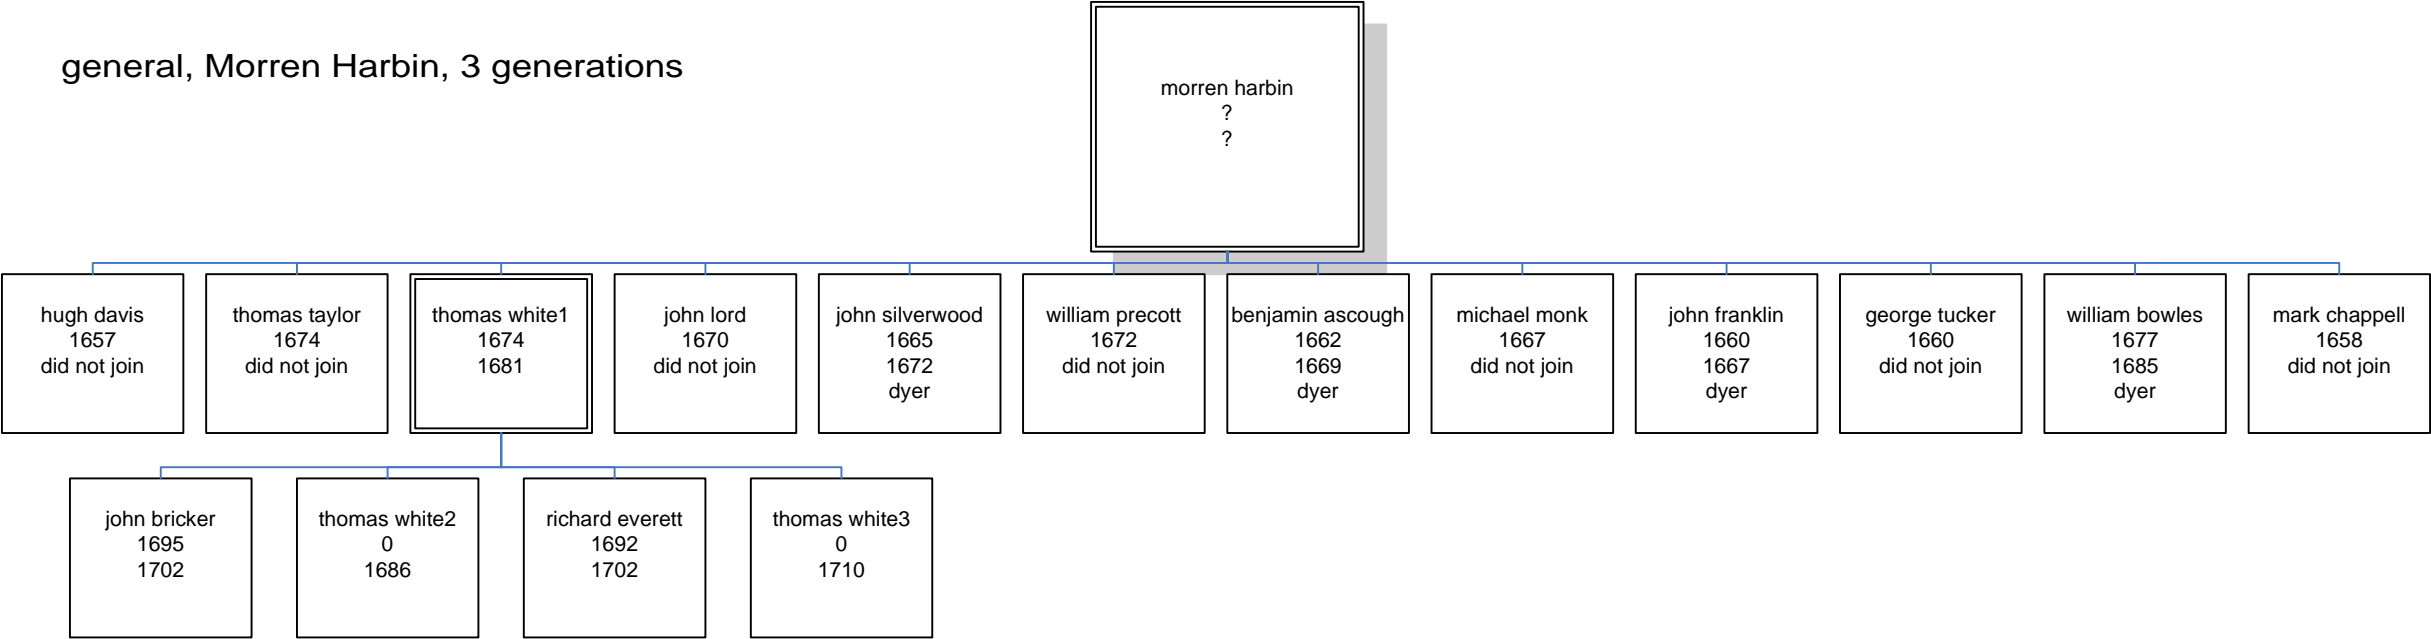 general, Morren Harbin, 3 generations
morren harbin
?
?
hugh davis
1657
did not join
thomas taylor
1674
did not join
thomas white1
1674
1681
john lord
1670
did not join
john silverwood
1665
1672
dyer
william precott
1672
did not join
benjamin ascough
1662
1669
dyer
michael monk
1667
did not join
john franklin
1660
1667
dyer
george tucker
1660
did not join
william bowles
1677
1685
dyer
mark chappell
1658
did not join
john bricker
1695
1702
thomas white2
0
1686
richard everett
1692
1702
thomas white3
0
1710